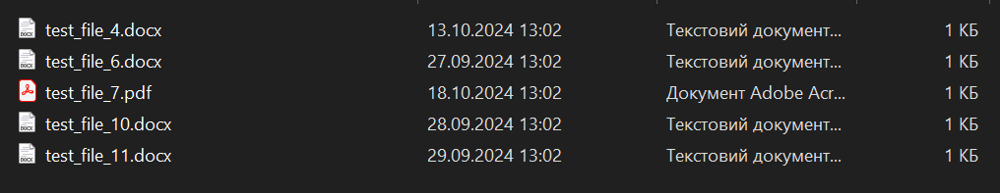 test_file_4.docx 13.10.2024 13:02 Текстовий документ... 1 КБ
test_file_6.docx 27.09.2024 13:02 Текстовий документ... 1 КБ
test_file_7.pdf 18.10.2024 13:02 Документ Adobe Acr... 1 КБ
test_file_10.docx 28.09.2024 13:02 Текстовий документ... 1 КБ
test_file_11.docx 29.09.2024 13:02 Текстовий документ... 1 КБ